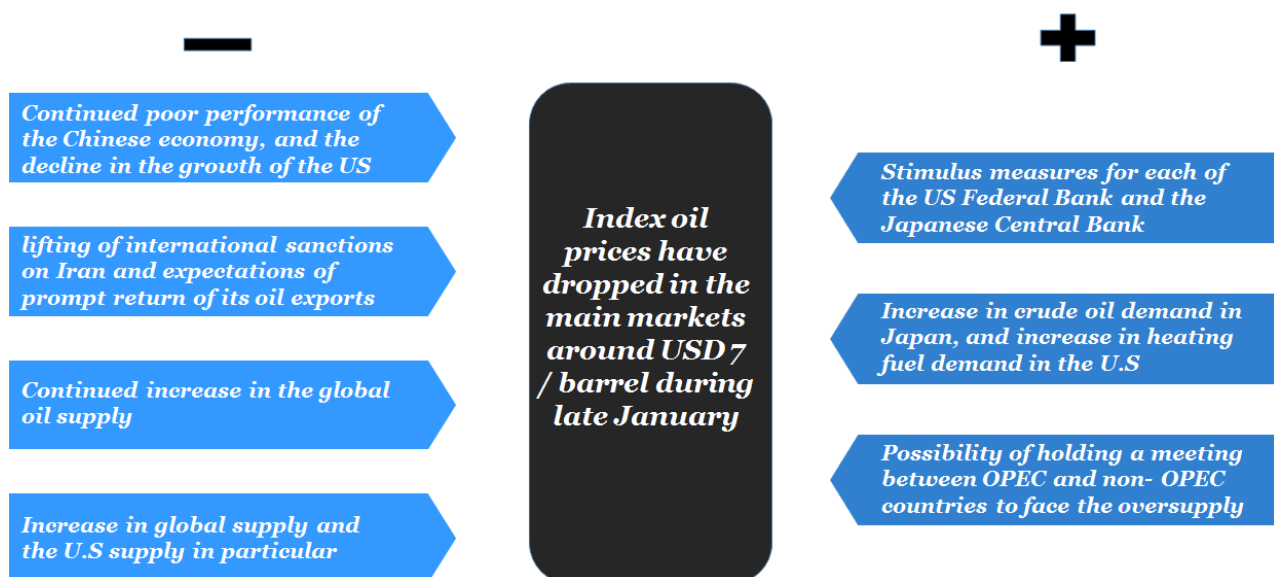 Continued poor performance of
the Chinese economy, and the
decline in the growth of the US
lifting of international sanctions
on Iran and expectations of
prompt return of its oil exports
Continued increase in the global
oil supply
Increase in global supply and
the U.S supply in particular
Index oil
prices have
dropped in the
main markets
around USD 7
/ barrel during
late January
Stimulus measures for each of
the US Federal Bank and the
Japanese Central Bank
Increase in crude oil demand in
Japan, and increase in heating
fuel demand in the U.S
Possibility of holding a meeting
between OPEC and non- OPEC
countries to face the oversupply